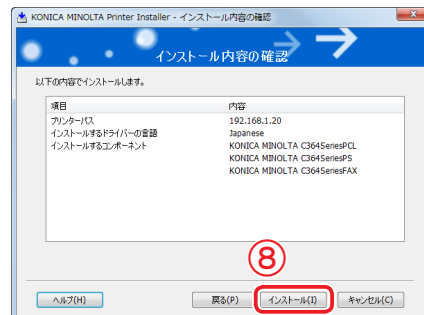 KONICA MINOLTA Printer Installer - インストール内容の確認
インストール内容の確認
以下の内容でインストールします。
項目 内容
プリンターパス 192.168.1.20
インストールするドライバーの言語 Japanese
インストールするコンポーネント KONICA MINOLTA C364SeriesPCL
KONICA MINOLTA C364SeriesPS
KONICA MINOLTA C364SeriesFAX
⑧
ヘルプ(H) 戻る(P) インストール(I) キャンセル(C)